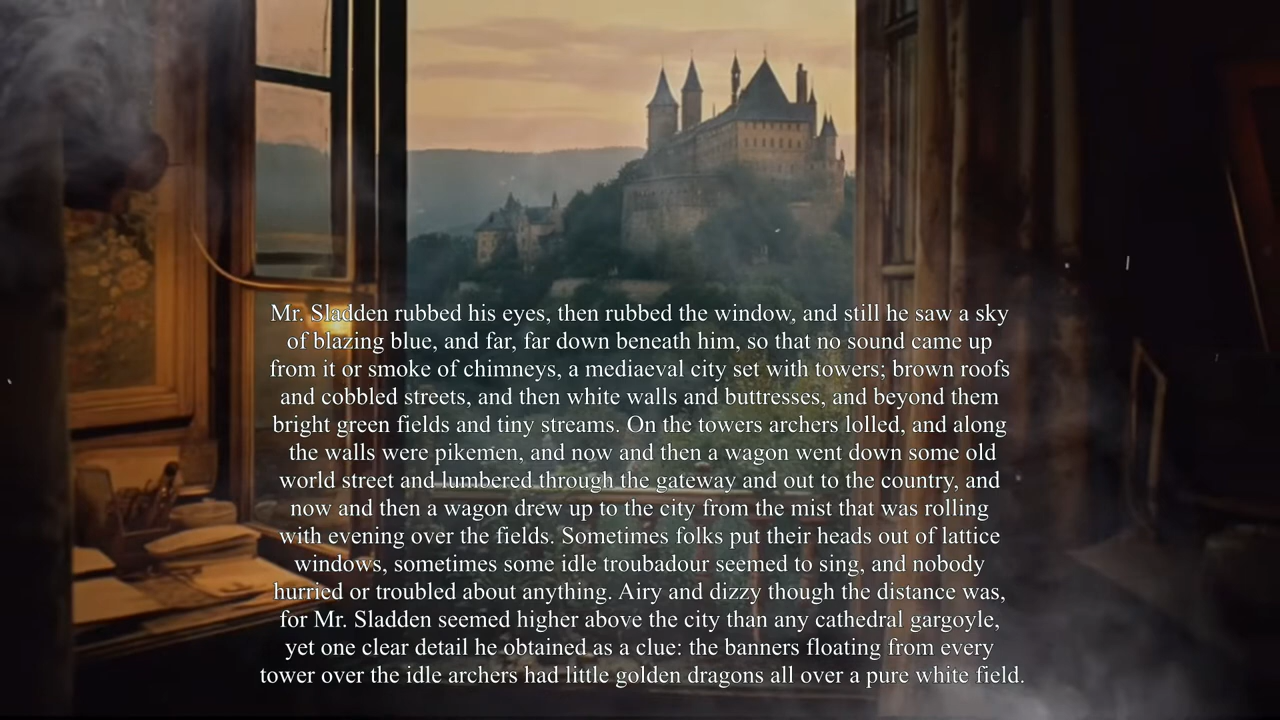 Mr. Sladden rubbed his eyes, then rubbed the window, and still he saw a sky
of blazing blue, and far, far down beneath him, so that no sound came up
from it or smoke of chimneys, a mediaeval city set with towers; brown roofs
and cobbled streets, and then white walls and buttresses, and beyond them
bright green fields and tiny streams. On the towers archers lolled, and along
the walls were pikemen, and now and then a wagon went down some old
world street and lumbered through the gateway and out to the country, and
now and then a wagon drew up to the city from the mist that was rolling
with evening over the fields. Sometimes folks put their heads out of lattice
windows, sometimes some idle troubadour seemed to sing, and nobody
hurried or troubled about anything. Airy and dizzy though the distance was,
for Mr. Sladden seemed higher above the city than any cathedral gargoyle,
yet one clear detail he obtained as a clue: the banners floating from every
tower over the idle archers had little golden dragons all over a pure white field.